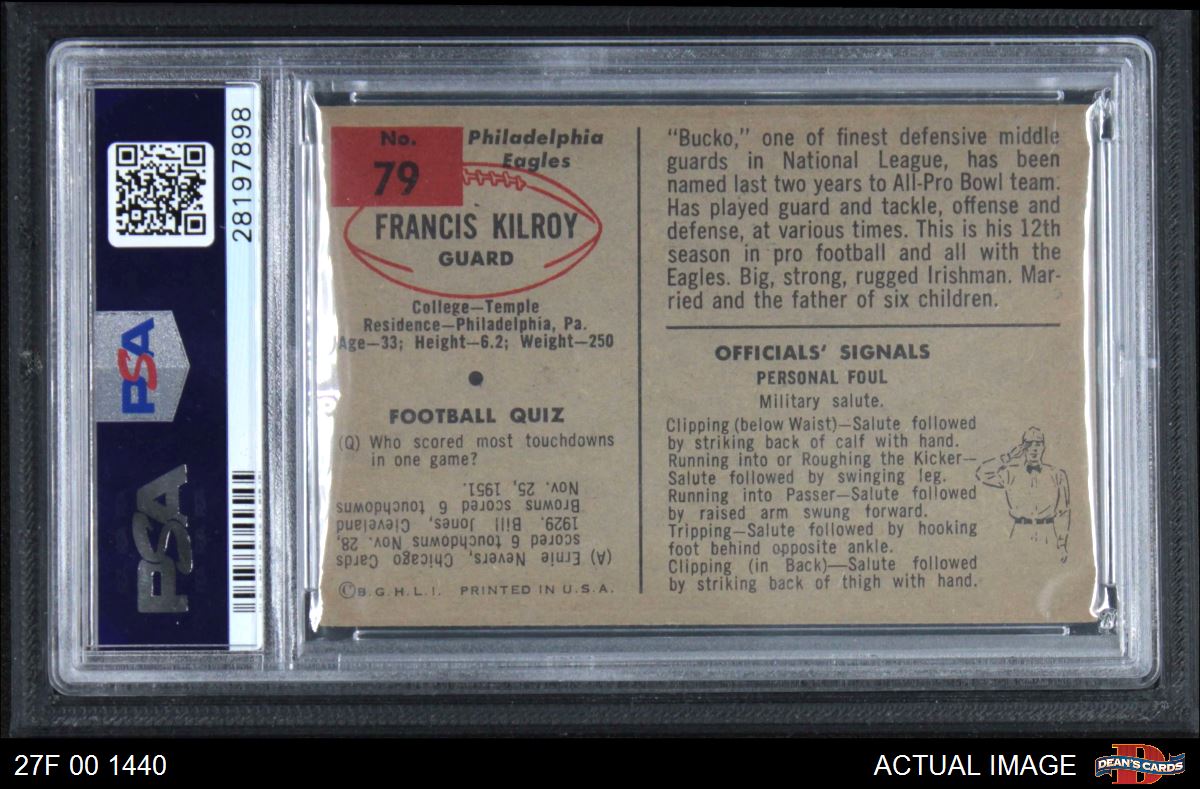 28197898
PSA
PSA
No.
79
Philadelphia
Eagles
FRANCIS KILROY
GUARD
College—Temple
Residence—Philadelphia, Pa.
Age—33; Height—6.2; Weight—250
FOOTBALL QUIZ
(Q) Who scored most touchdowns
in one game?
(A) Ernie Nevers, Chicago Cards
scored 6 touchdowns Nov. 28,
1929. Bill Jones, Cleveland
Browns scored 6 touchdowns
Nov. 25, 1951.
©B.G.H.L.I. PRINTED IN U.S.A.
"Bucko," one of finest defensive middle
guards in National League, has been
named last two years to All-Pro Bowl team.
Has played guard and tackle, offense and
defense, at various times. This is his 12th
season in pro football and all with the
Eagles. Big, strong, rugged Irishman. Mar-
ried and the father of six children.
OFFICIALS' SIGNALS
PERSONAL FOUL
Military salute.
Clipping (below Waist)—Salute followed
by striking back of calf with hand.
Running into or Roughing the Kicker—
Salute followed by swinging leg.
Running into Passer—Salute followed
by raised arm swung forward.
Tripping—Salute followed by hooking
foot behind opposite ankle.
Clipping (in Back)—Salute followed
by striking back of thigh with hand.
27F 00 1440
ACTUAL IMAGE
DEAN'S CARDS